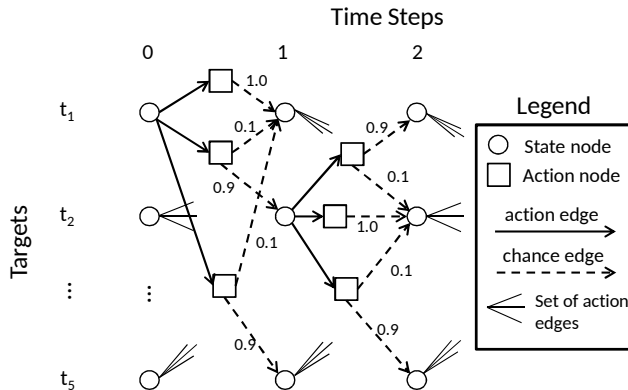 Time Steps
0 1 2
t1
1.0
0.1
0.9
0.9
0.1
Legend
State node
Action node
t2
1.0
action edge
chance edge
Targets
0.1
0.1
...
...
Set of action
edges
0.9
0.9
t5